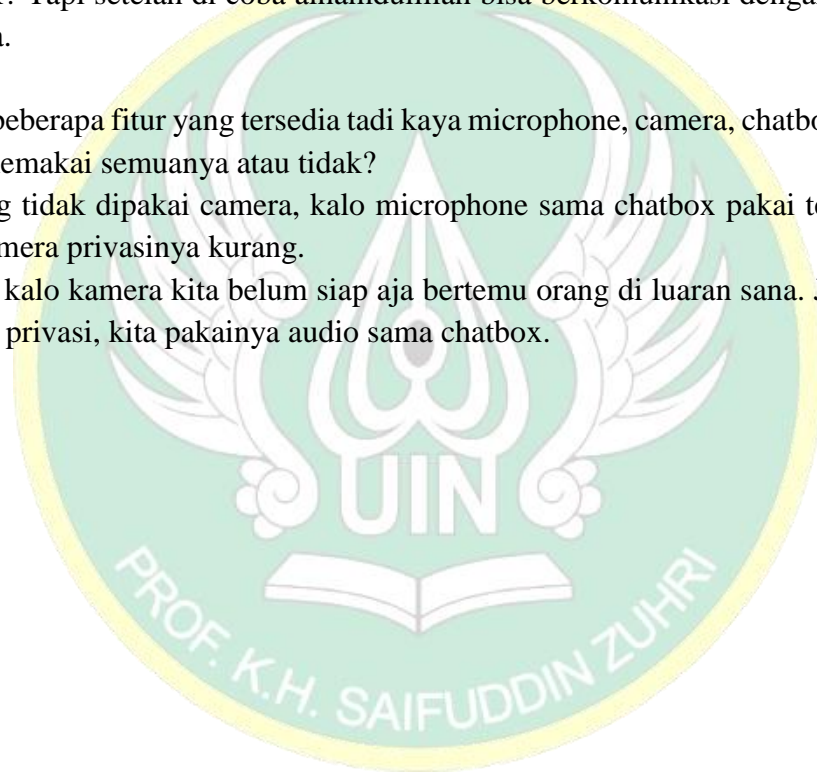 Tapi setelah di coba alhamdulillah bisa berkomunikasi dengan
a.
beberapa fitur yang tersedia tadi kaya microphone, camera, chatbo
emakai semuanya atau tidak?
g tidak dipakai camera, kalo microphone sama chatbox pakai te
mera privasinya kurang.
kalo kamera kita belum siap aja bertemu orang di luaran sana. J
privasi, kita pakainya audio sama chatbox.
UIN
PROF. K.H. SAIFUDDIN ZUHRI